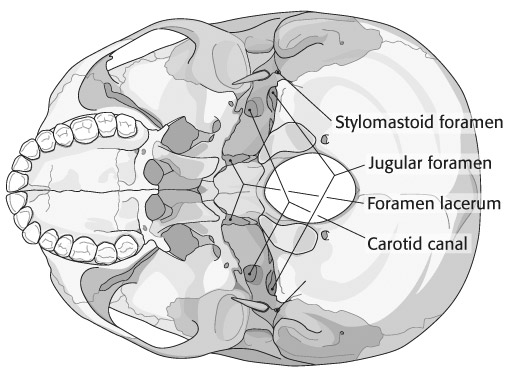 Stylomastoid foramen
Jugular foramen
Foramen lacerum
Carotid canal